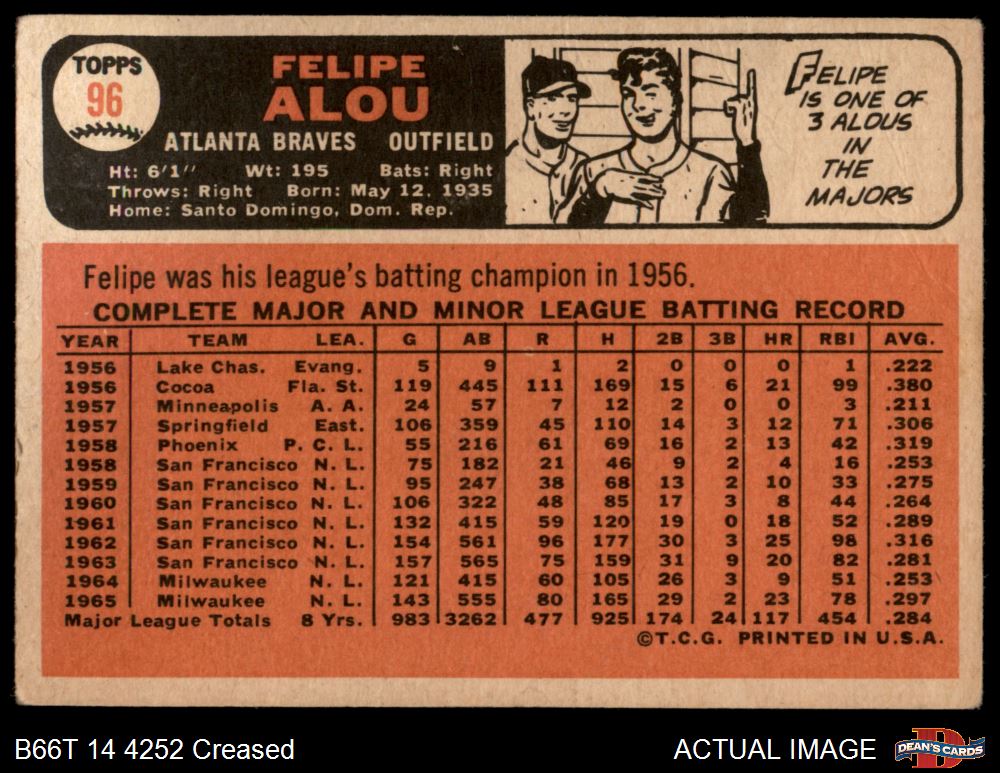 TOPPS
96
FELIPE
ALOU
ATLANTA BRAVES OUTFIELD
Ht: 6'1" Wt: 195 Bats: Right
Throws: Right Born: May 12, 1935
Home: Santo Domingo, Dom. Rep.
FELIPE
IS ONE OF
3 ALOUS
IN
THE
MAJORS
Felipe was his league's batting champion in 1956.
COMPLETE MAJOR AND MINOR LEAGUE BATTING RECORD
YEAR TEAM LEA. G AB R H 2B 3B HR RBI AVG.
1956 Lake Chas. Evang. 5 9 1 2 0 0 0 1 .222
1956 Cocoa Fla. St. 119 445 111 169 15 6 21 99 .380
1957 Minneapolis A. A. 24 57 7 12 2 0 0 3 .211
1957 Springfield East. 106 359 45 110 14 3 12 71 .306
1958 Phoenix P. C. L. 55 216 61 69 16 2 13 42 .319
1958 San Francisco N. L. 75 182 21 46 9 2 4 16 .253
1959 San Francisco N. L. 95 247 38 68 13 2 10 33 .275
1960 San Francisco N. L. 106 322 48 85 17 3 8 44 .264
1961 San Francisco N. L. 132 415 59 120 19 0 18 52 .289
1962 San Francisco N. L. 154 561 96 177 30 3 25 98 .316
1963 San Francisco N. L. 157 565 75 159 31 9 20 82 .281
1964 Milwaukee N. L. 121 415 60 105 26 3 9 51 .253
1965 Milwaukee N. L. 143 555 80 165 29 2 23 78 .297
Major League Totals 8 Yrs. 983 3262 477 925 174 24 117 454 .284
©T.C.G. PRINTED IN U.S.A.
B66T 14 4252 Creased
ACTUAL IMAGE
DEAN'S CARDS